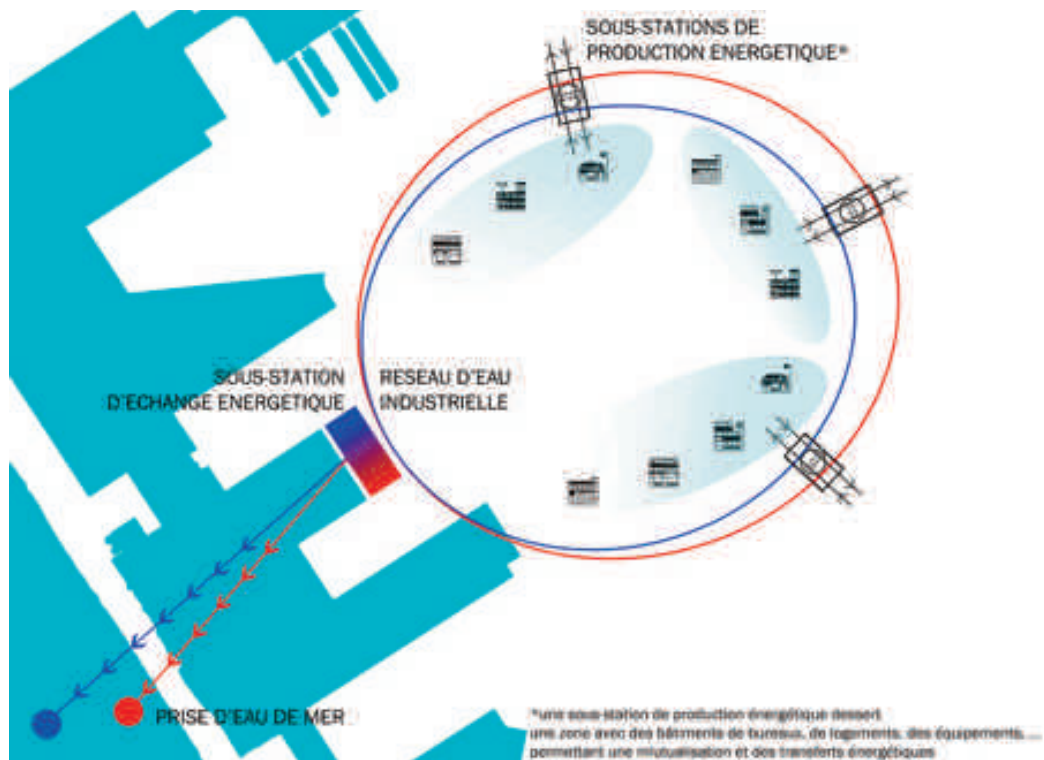 SOUS-STATIONS DE
PRODUCTION ENERGETIQUE*
SOUS-STATION
D'ECHANGE ENERGETIQUE
RESEAU D'EAU
INDUSTRIELLE
PRISE D'EAU DE MER
*une sous-station de production énergétique dessert
une zone avec des bâtiments de bureaux, de logements, des équipements, ...
permettant une mutualisation et des transferts énergétiques